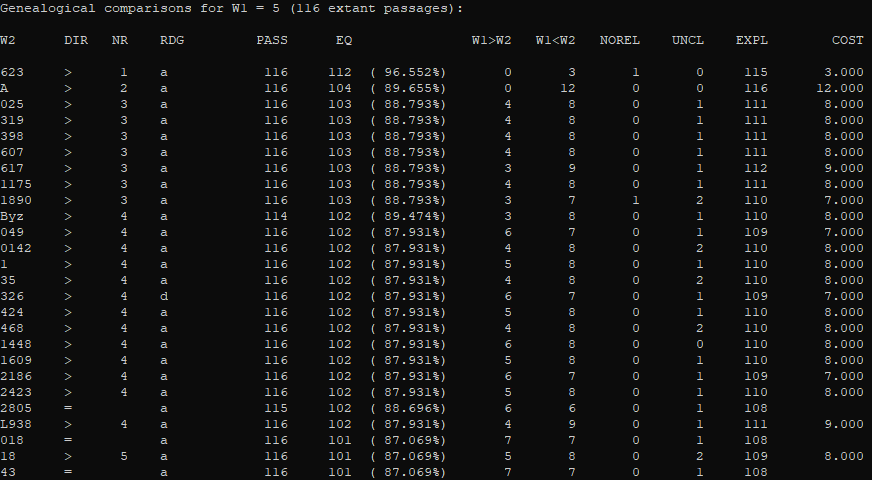 Genealogical comparisons for W1 = 5 (116 extant passages):
W2 DIR NR RDG PASS EQ W1>W2 W1<W2 NOREL UNCL EXPL COST
623 > 1 a 116 112 ( 96.552%) 0 3 1 0 115 3.000
A > 2 a 116 104 ( 89.655%) 0 12 0 0 116 12.000
025 > 3 a 116 103 ( 88.793%) 4 8 0 1 111 8.000
319 > 3 a 116 103 ( 88.793%) 4 8 0 1 111 8.000
398 > 3 a 116 103 ( 88.793%) 4 8 0 1 111 8.000
607 > 3 a 116 103 ( 88.793%) 4 8 0 1 111 8.000
617 > 3 a 116 103 ( 88.793%) 3 9 0 1 112 9.000
1175 > 3 a 116 103 ( 88.793%) 4 8 0 1 111 8.000
1890 > 3 a 116 103 ( 88.793%) 3 7 1 2 110 7.000
Byz > 4 a 114 102 ( 89.474%) 3 8 0 1 110 8.000
049 > 4 a 116 102 ( 87.931%) 6 7 0 1 109 7.000
0142 > 4 a 116 102 ( 87.931%) 4 8 0 2 110 8.000
1 > 4 a 116 102 ( 87.931%) 5 8 0 1 110 8.000
35 > 4 a 116 102 ( 87.931%) 4 8 0 2 110 8.000
326 > 4 d 116 102 ( 87.931%) 6 7 0 1 109 7.000
424 > 4 a 116 102 ( 87.931%) 5 8 0 1 110 8.000
468 > 4 a 116 102 ( 87.931%) 4 8 0 2 110 8.000
1448 > 4 a 116 102 ( 87.931%) 6 8 0 0 110 8.000
1609 > 4 a 116 102 ( 87.931%) 5 8 0 1 110 8.000
2186 > 4 a 116 102 ( 87.931%) 6 7 0 1 109 7.000
2423 > 4 a 116 102 ( 87.931%) 5 8 0 1 110 8.000
2805 = a 115 102 ( 88.696%) 6 6 0 1 108
L938 > 4 a 116 102 ( 87.931%) 4 9 0 1 111 9.000
018 = a 116 101 ( 87.069%) 7 7 0 1 108
18 > 5 a 116 101 ( 87.069%) 5 8 0 2 109 8.000
43 = a 116 101 ( 87.069%) 7 7 0 1 108